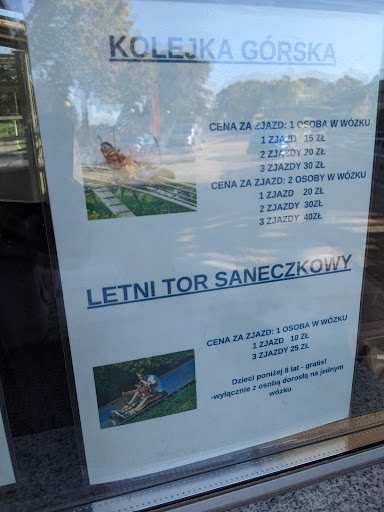 KOLEJKA GÓRSKA
CENA ZA ZJAZD: 1 OSOBA W WÓZKU
1 ZJAZD 15 ZŁ
2 ZJAZDY 20 ZŁ
3 ZJAZDY 30 ZŁ
CENA ZA ZJAZD: 2 OSOBY W WÓZKU
1 ZJAZD 20 ZŁ
2 ZJAZDY 30ZŁ
3 ZJAZDY 40ZŁ
LETNI TOR SANECZKOWY
CENA ZA ZJAZD: 1 OSOBA W WÓZKU
1 ZJAZD 10 ZŁ
3 ZJAZDY 25 ZŁ
Dzieci poniżej 8 lat - gratis!
-wyłącznie z osobą dorosłą na jednym
wózku